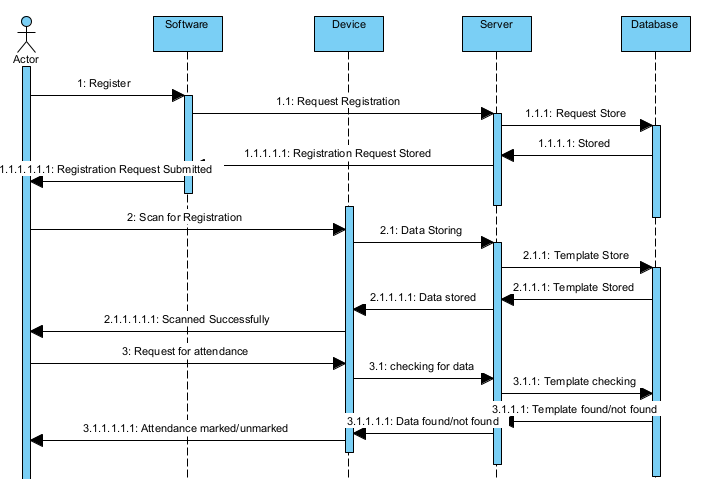 Software
Device
Server
Database
Actor
1: Register
1.1: Request Registration
1.1.1: Request Store
1.1.1.1: Stored
1.1.1.1.1: Registration Request Stored
1.1.1.1.1.1: Registration Request Submitted
2: Scan for Registration
2.1: Data Storing
2.1.1: Template Store
2.1.1.1: Template Stored
2.1.1.1.1: Data stored
2.1.1.1.1.1: Scanned Successfully
3: Request for attendance
3.1: checking for data
3.1.1: Template checking
3.1.1.1: Template found/not found
3.1.1.1.1: Data found/not found
3.1.1.1.1.1: Attendance marked/unmarked